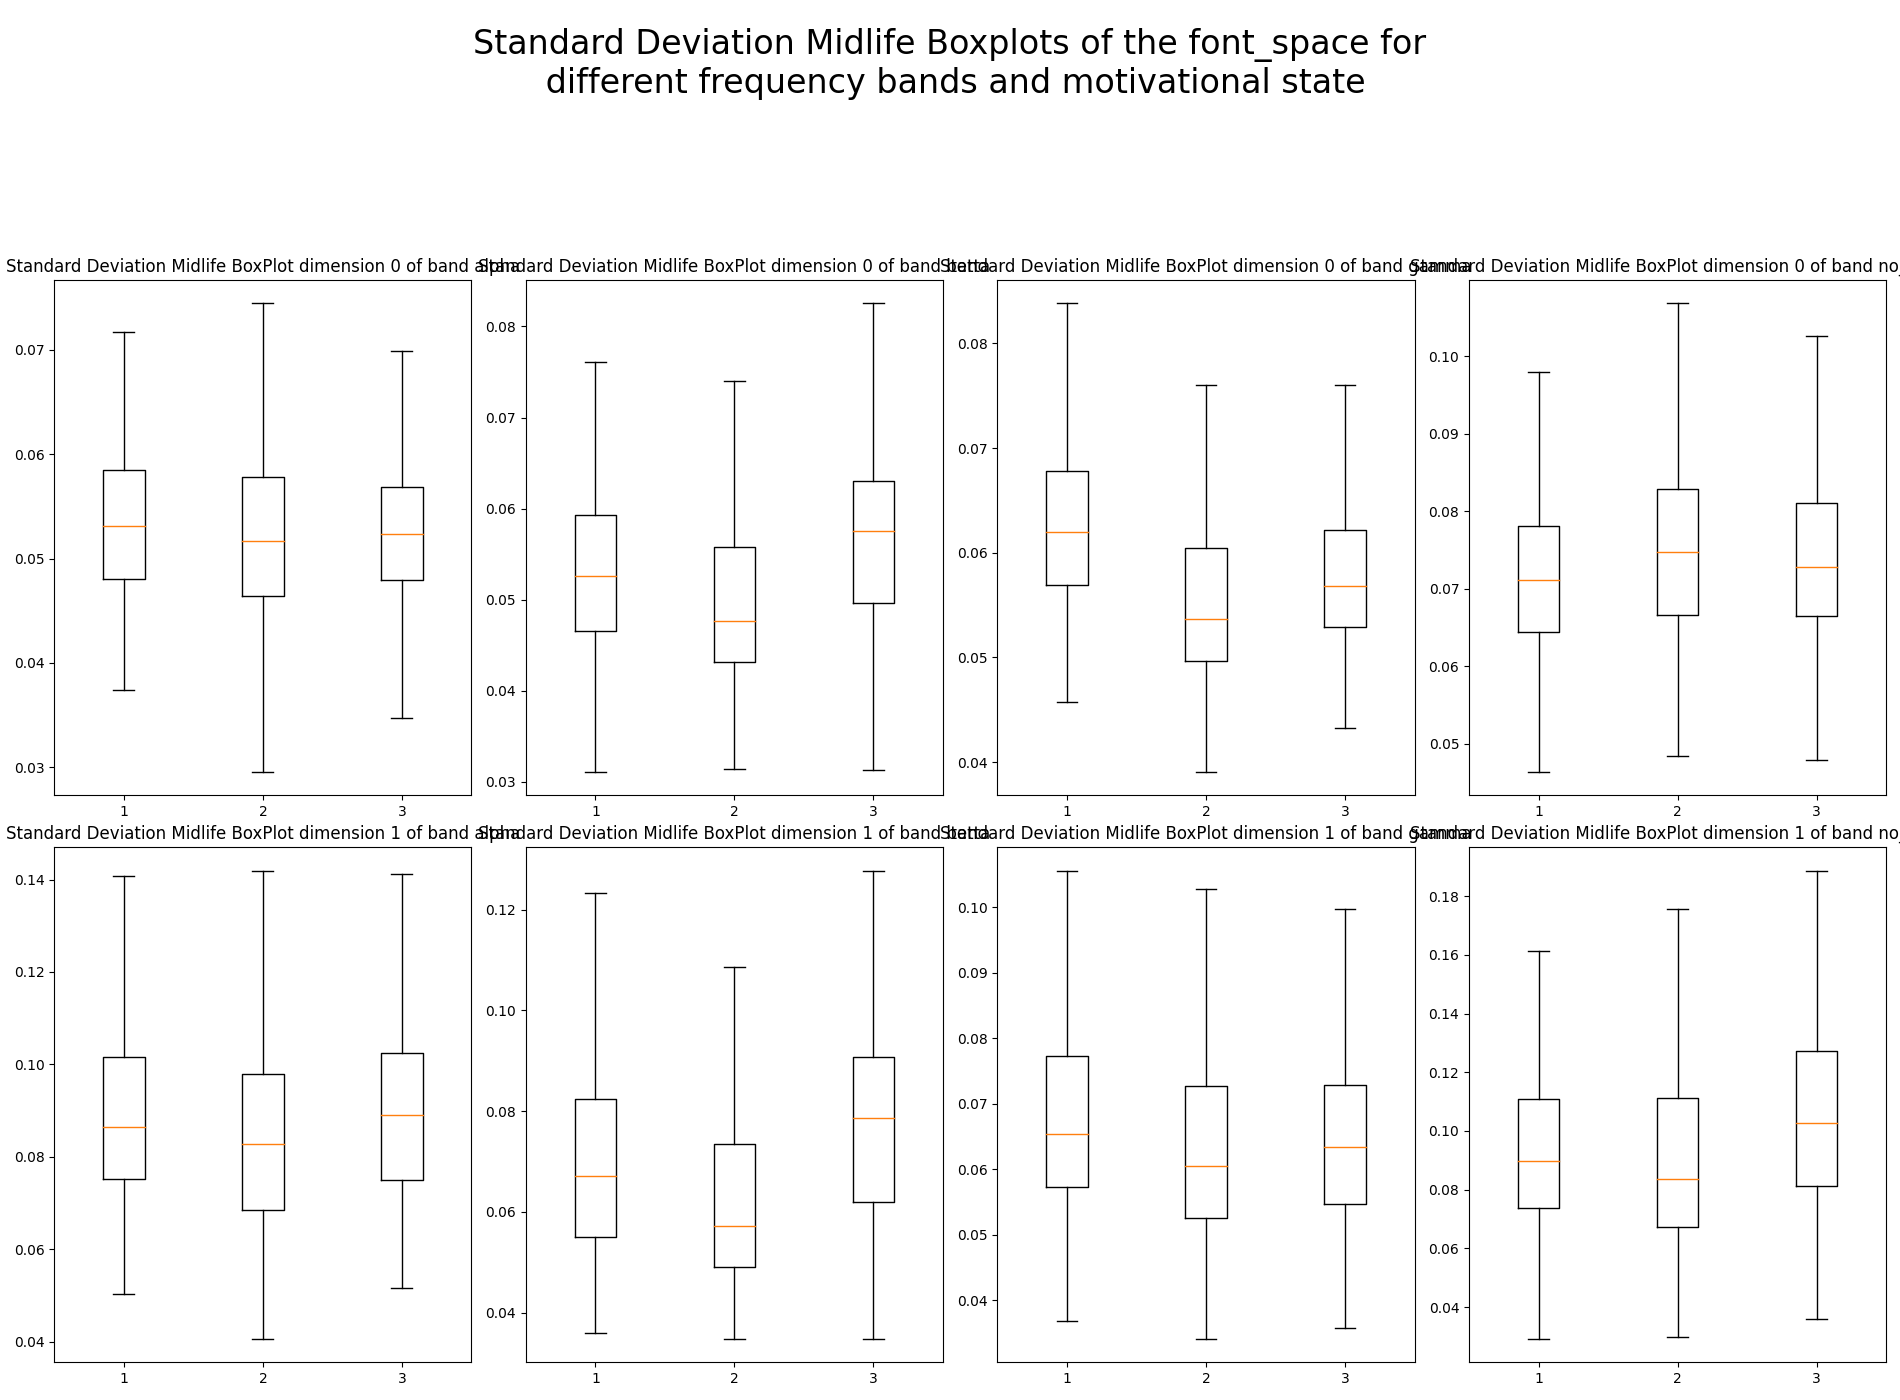 Standard Deviation Midlife Boxplots of the font_space for
different frequency bands and motivational state
Standard Deviation Midlife BoxPlot dimension 0 of band alpha
Standard Deviation Midlife BoxPlot dimension 0 of band betta
Standard Deviation Midlife BoxPlot dimension 0 of band gamma
Standard Deviation Midlife BoxPlot dimension 0 of band no_
0.07
0.06
0.05
0.04
0.03
1 2 3
0.08
0.07
0.06
0.05
0.04
0.03
1 2 3
0.08
0.07
0.06
0.05
0.04
1 2 3
0.10
0.09
0.08
0.07
0.06
0.05
1 2 3
Standard Deviation Midlife BoxPlot dimension 1 of band alpha
Standard Deviation Midlife BoxPlot dimension 1 of band betta
Standard Deviation Midlife BoxPlot dimension 1 of band gamma
Standard Deviation Midlife BoxPlot dimension 1 of band no_
0.14
0.12
0.10
0.08
0.06
0.04
1 2 3
0.12
0.10
0.08
0.06
0.04
1 2 3
0.10
0.09
0.08
0.07
0.06
0.05
0.04
1 2 3
0.18
0.16
0.14
0.12
0.10
0.08
0.06
0.04
1 2 3